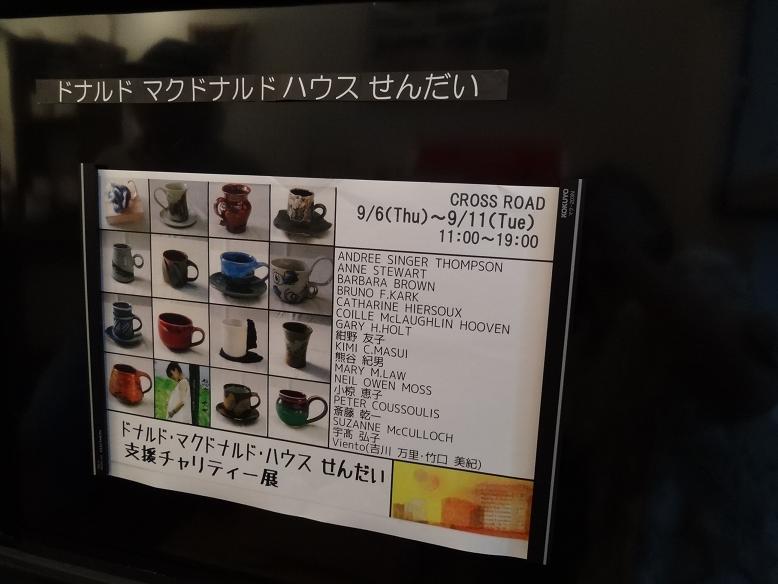 ドナルド マクドナルド ハウス せんだい
CROSS ROAD
9/6(Thu)～9/11(Tue)
11:00～19:00
ANDREE SINGER THOMPSON
ANNE STEWART
BARBARA BROWN
BRUNO F.KARK
CATHARINE HIERSOUX
COILLE McLAUGHLIN HOOVEN
GARY H.HOLT
紺野 友子
KIMI C.MASUI
熊谷 紀男
MARY M.LAW
NEIL OWEN MOSS
小椋 恵子
PETER COUSSOULIS
斎藤 乾一
SUZANNE McCULLOCH
宇髙 弘子
Viento(吉川 万里・竹口 美紀)
ドナルド・マクドナルド・ハウス せんだい
支援チャリティー展
KOKUYO